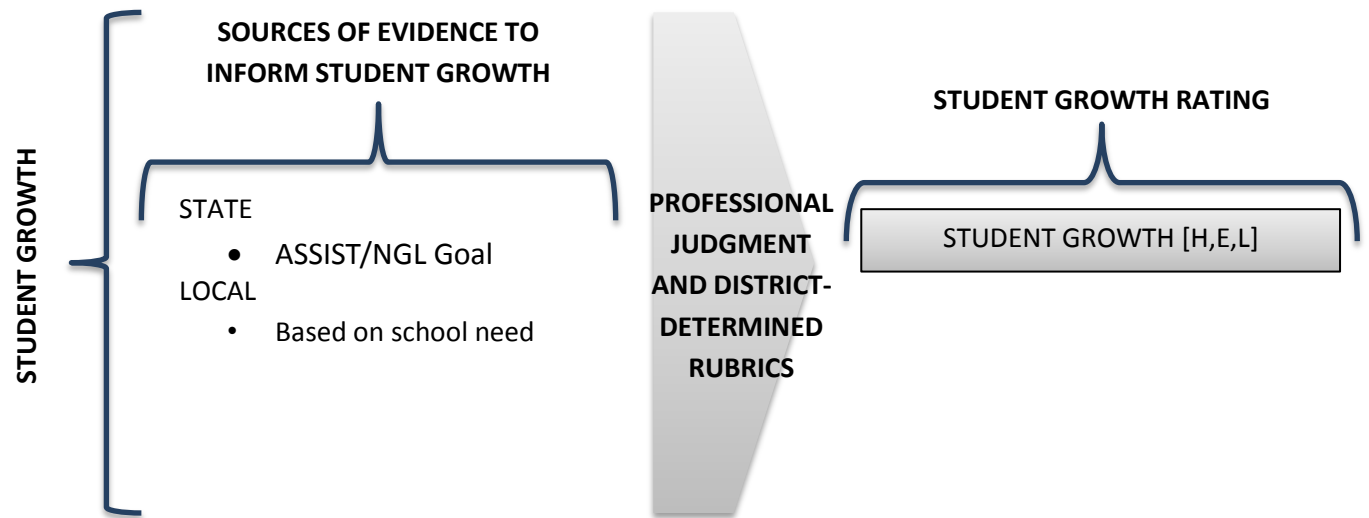 STUDENT GROWTH
SOURCES OF EVIDENCE TO
INFORM STUDENT GROWTH
STATE
● ASSIST/NGL Goal
LOCAL
• Based on school need
PROFESSIONAL
JUDGMENT
AND DISTRICT-
DETERMINED
RUBRICS
STUDENT GROWTH RATING
STUDENT GROWTH [H,E,L]